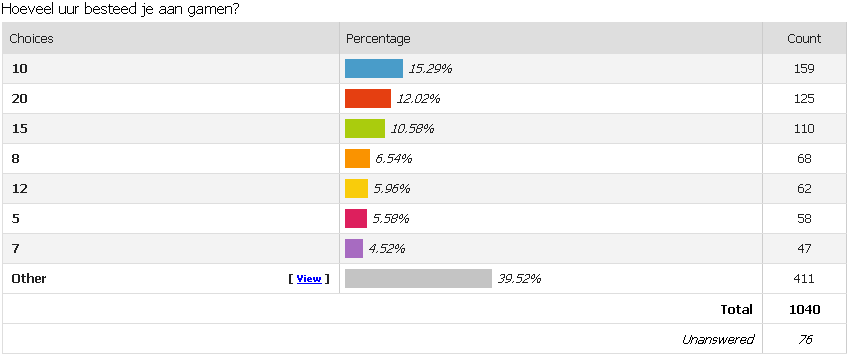 Hoeveel uur besteed je aan gamen?
Choices Percentage Count
10 15.29% 159
20 12.02% 125
15 10.58% 110
8 6.54% 68
12 5.96% 62
5 5.58% 58
7 4.52% 47
Other [ View ] 39.52% 411
Total 1040
Unanswered 76